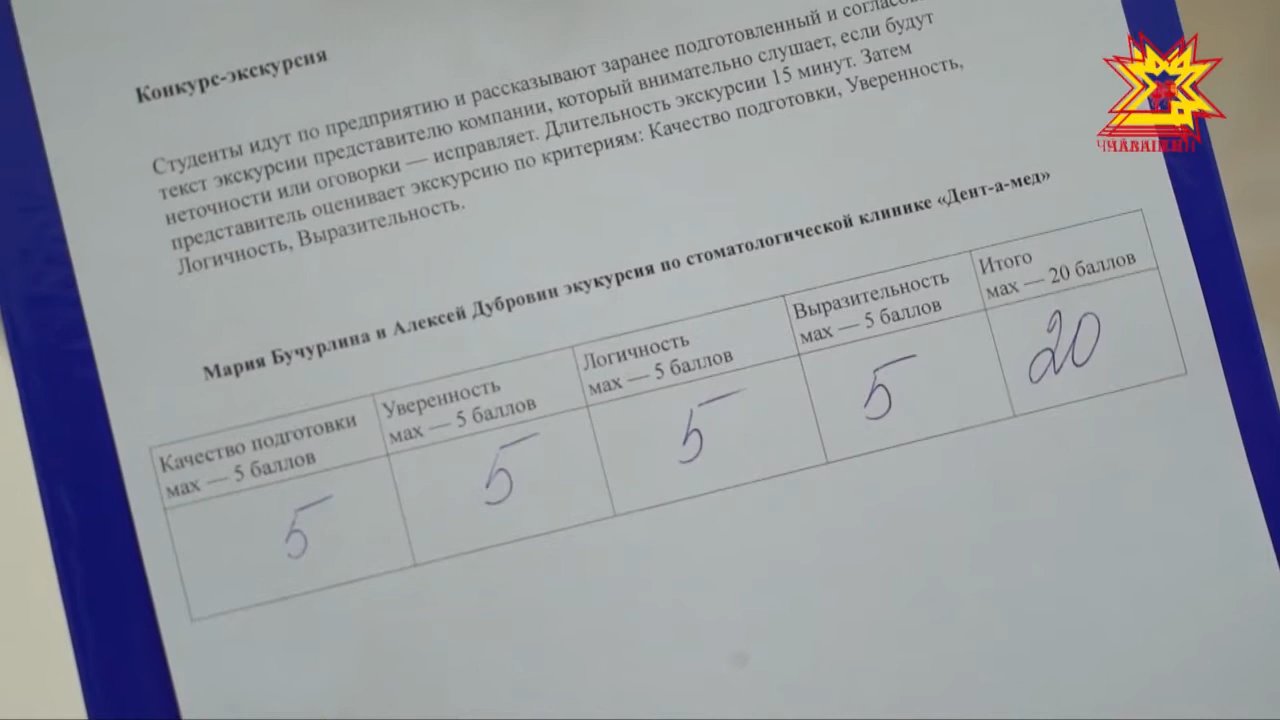 Конкурс-экскурсия
Студенты идут по предприятию и рассказывают заранее подготовленный и
текст экскурсии представителю компании, который внимательно слушает, если будут
неточности или оговорки — исправляет. Длительность экскурсии 15 минут. Затем
представитель оценивает экскурсию по критериям: Качество подготовки, Уверенность,
Логичность, Выразительность.
Мария Бучурлина и Алексей Дубровин экукурсия по стоматологической клинике «Дент-а-мед»
Качество подготовки
мах — 5 баллов
Уверенность
мах — 5 баллов
Логичность
мах — 5 баллов
Выразительность
мах — 5 баллов
Итого
мах — 20 баллов
5
5
5
5
20